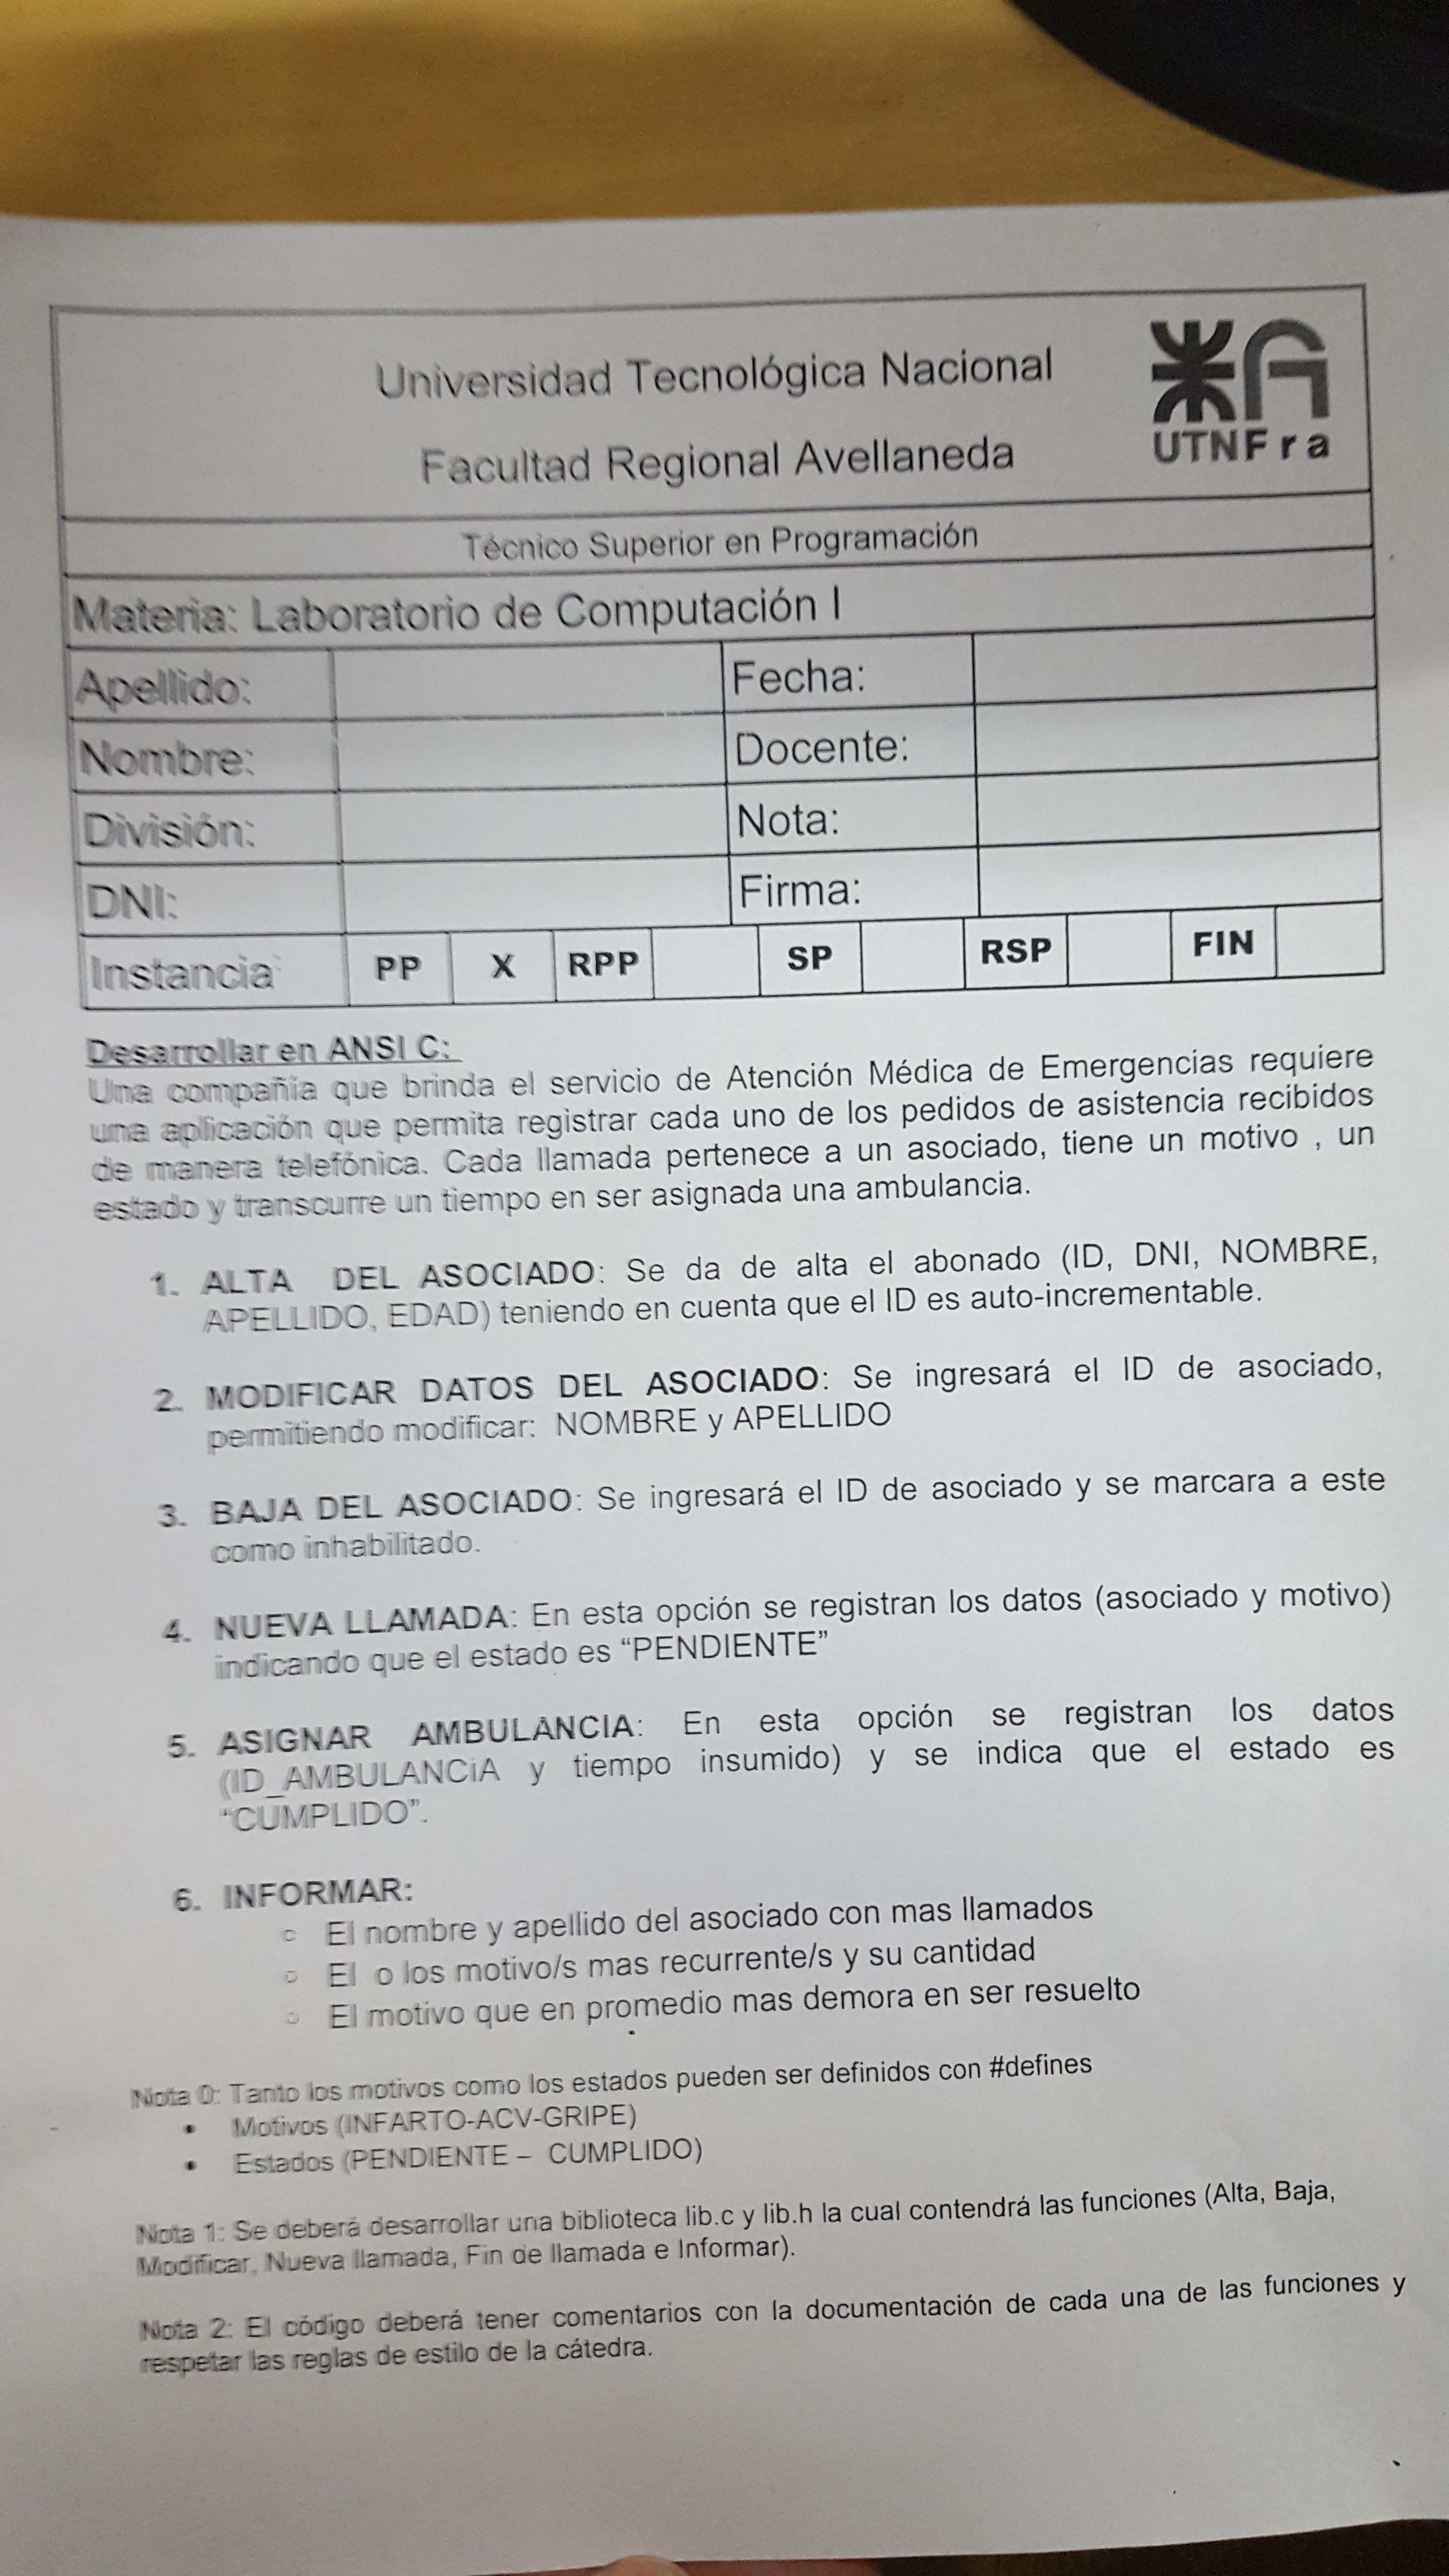 Universidad Tecnológica Nacional
Facultad Regional Avellaneda
UTNFra
Técnico Superior en Programación
Materia: Laboratorio de Computación I
Apellido: Fecha:
Nombre: Docente:
División: Nota:
DNI: Firma:
Instancia PP X RPP SP RSP FIN
Desarrollar en ANSI C:
Una compañía que brinda el servicio de Atención Médica de Emergencias requiere
una aplicación que permita registrar cada uno de los pedidos de asistencia recibidos
de manera telefónica. Cada llamada pertenece a un asociado, tiene un motivo , un
estado y transcurre un tiempo en ser asignada una ambulancia.
1. ALTA DEL ASOCIADO: Se da de alta el abonado (ID, DNI, NOMBRE,
APELLIDO, EDAD) teniendo en cuenta que el ID es auto-incrementable.
2. MODIFICAR DATOS DEL ASOCIADO: Se ingresará el ID de asociado,
permitiendo modificar: NOMBRE y APELLIDO
3. BAJA DEL ASOCIADO: Se ingresará el ID de asociado y se marcara a este
como inhabilitado.
4. NUEVA LLAMADA: En esta opción se registran los datos (asociado y motivo)
indicando que el estado es “PENDIENTE”
5. ASIGNAR AMBULANCIA: En esta opción se registran los datos
(ID_AMBULANCiA y tiempo insumido) y se indica que el estado es
“CUMPLIDO”.
6. INFORMAR:
○ El nombre y apellido del asociado con mas llamados
○ El o los motivo/s mas recurrente/s y su cantidad
○ El motivo que en promedio mas demora en ser resuelto
Nota 0: Tanto los motivos como los estados pueden ser definidos con #defines
• Motivos (INFARTO-ACV-GRIPE)
• Estados (PENDIENTE – CUMPLIDO)
Nota 1: Se deberá desarrollar una biblioteca lib.c y lib.h la cual contendrá las funciones (Alta, Baja,
Modificar, Nueva llamada, Fin de llamada e Informar).
Nota 2: El código deberá tener comentarios con la documentación de cada una de las funciones y
respetar las reglas de estilo de la cátedra.